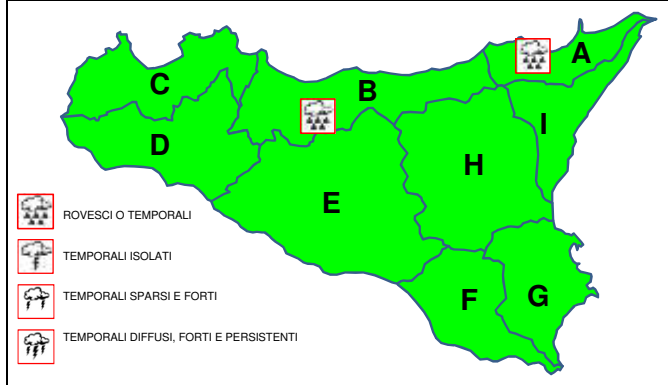 A
C
B
I
D
H
E
ROVESCI O TEMPORALI
TEMPORALI ISOLATI
F
G
TEMPORALI SPARSI E FORTI
TEMPORALI DIFFUSI, FORTI E PERSISTENTI